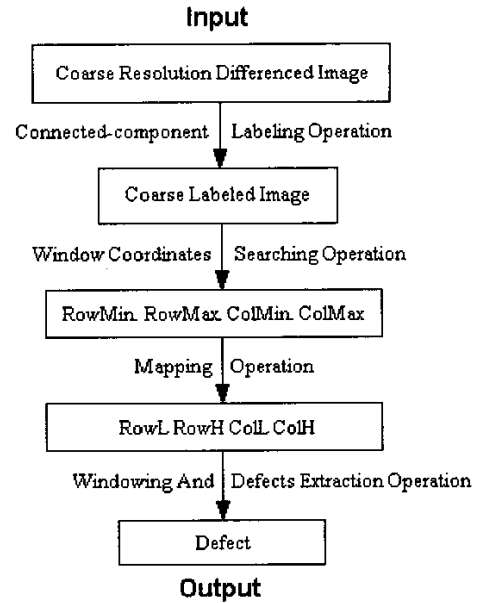 Input
Coarse Resolution Differenced Image
Connected-component Labeling Operation
Coarse Labeled Image
Window Coordinates Searching Operation
RowMin. RowMax. ColMin. ColMax
Mapping Operation
RowL RowH ColL ColH
Windowing And Defects Extraction Operation
Defect
Output